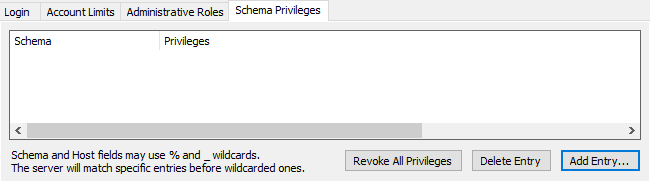 Login Account Limits Administrative Roles Schema Privileges
Schema Privileges
Schema and Host fields may use % and _ wildcards.
The server will match specific entries before wildcarded ones.
Revoke All Privileges Delete Entry Add Entry...